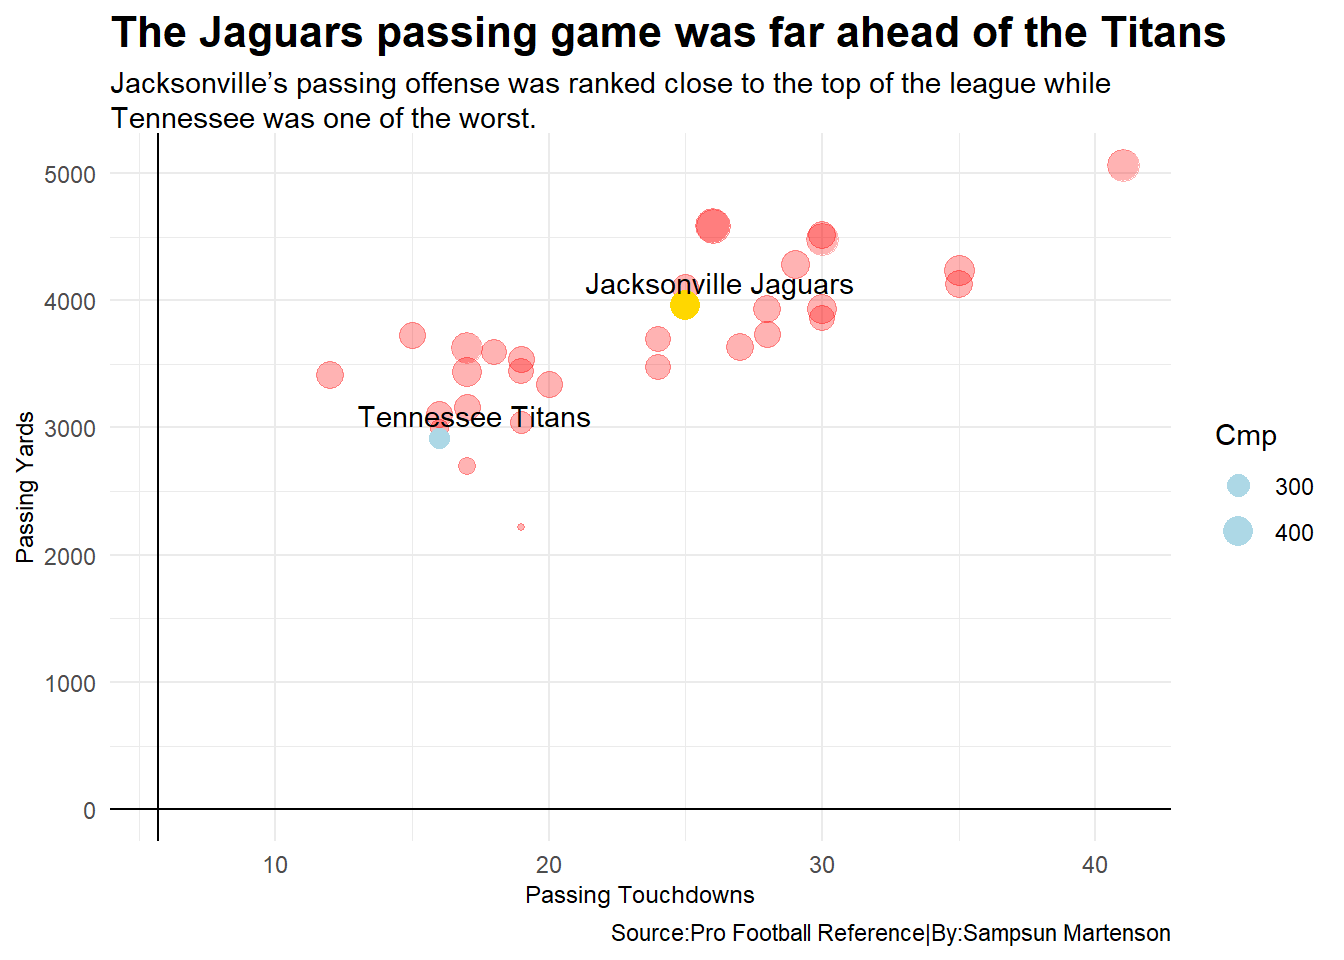 The Jaguars passing game was far ahead of the Titans
Jacksonville’s passing offense was ranked close to the top of the league while
Tennessee was one of the worst.
5000
4000
3000
2000
1000
0
Passing Yards
Jacksonville Jaguars
Tennessee Titans
10 20 30 40
Passing Touchdowns
Cmp
300
400
Source:Pro Football Reference|By:Sampsun Martenson